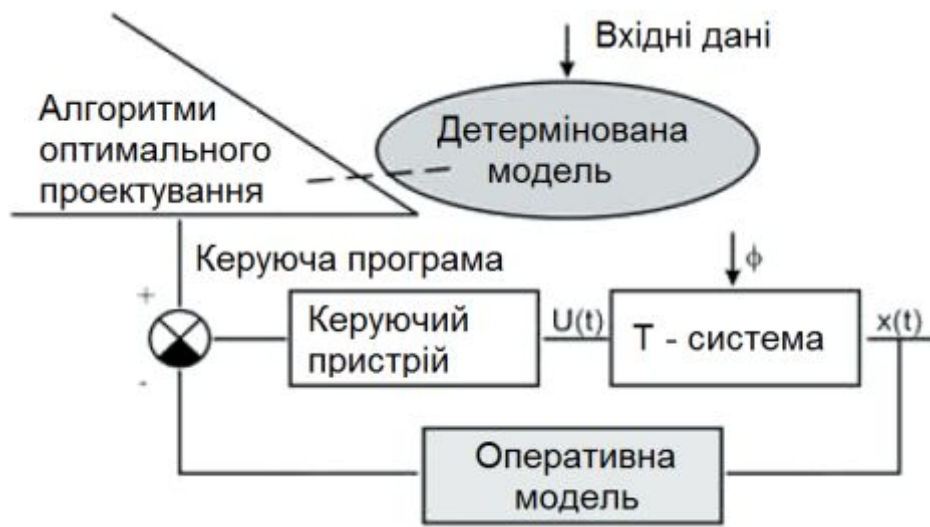 Вхідні дані
Алгоритми
оптимального
проектування
Детермінована
модель
Керуюча програма
ϕ
+
Керуючий
пристрій
U(t)
Т - система
x(t)
-
Оперативна
модель